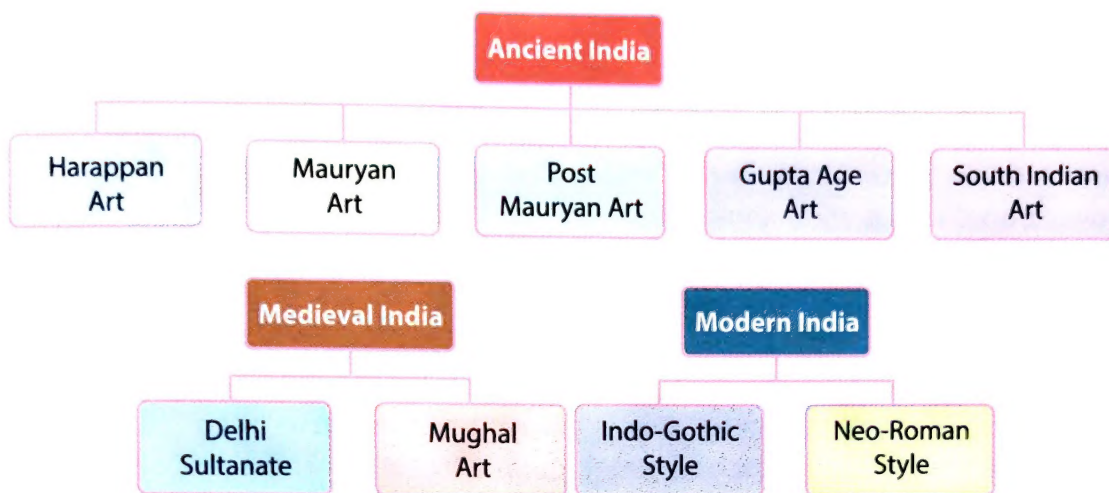 Ancient India
Harappan
Art
Mauryan
Art
Post
Mauryan Art
Gupta Age
Art
South Indian
Art
Medieval India
Modern India
Delhi
Sultanate
Mughal
Art
Indo-Gothic
Style
Neo-Roman
Style